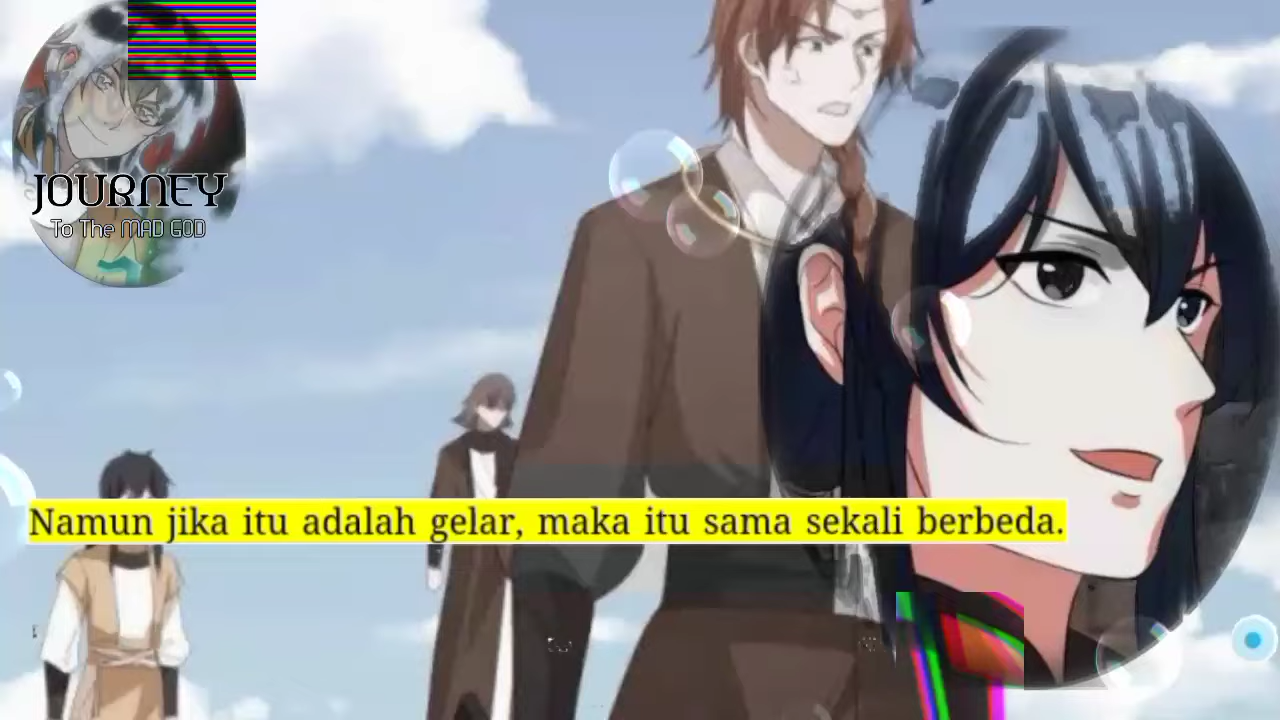 JOURNEY
To The MAD GOD
Namun jika itu adalah gelar, maka itu sama sekali berbeda.